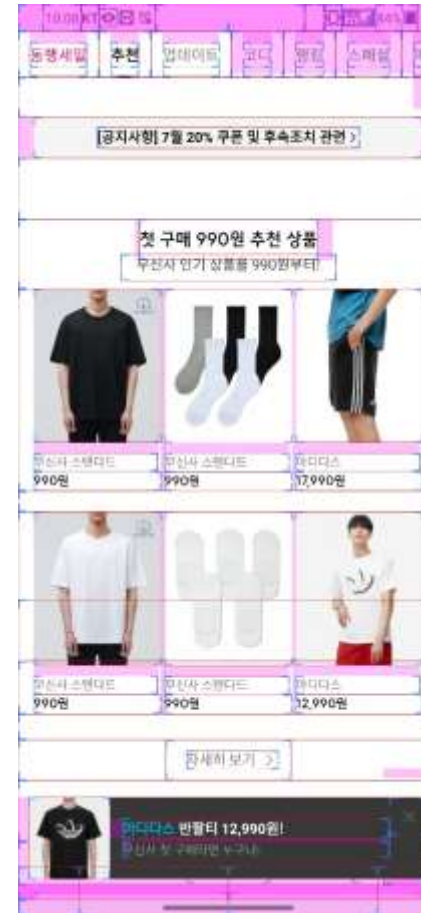 10:08 KT 84%
동행세일 추천 업데이트 코디 랭킹 스페셜
[공지사항] 7월 20% 쿠폰 및 후속조치 관련 >
첫 구매 990원 추천 상품
무신사 인기 상품을 990원부터!
무신사 스탠다드 무신사 스탠다드 아디다스
990원 990원 17,990원
무신사 스탠다드 무신사 스탠다드 아디다스
990원 990원 12,990원
자세히 보기 >
아디다스 반팔티 12,990원!
무신사 첫 구매라면 누구나!